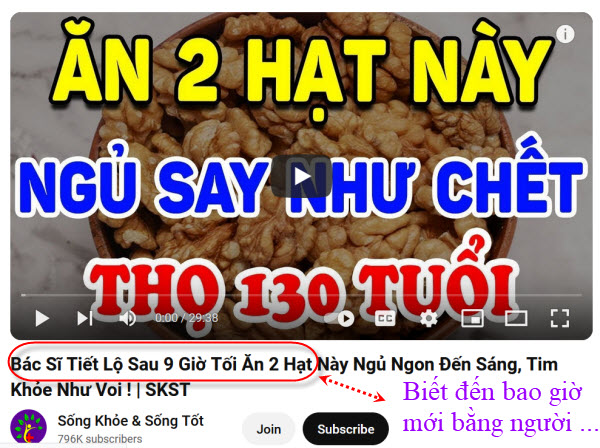 ĂN 2 HẠT NÀY
NGỦ SAY NHƯ CHẾT
THỌ 130 TUỔI
0:00 / 29:38
CC
Bác Sĩ Tiết Lộ Sau 9 Giờ Tối Ăn 2 Hạt Này Ngủ Ngon Đến Sáng, Tim
Khỏe Như Voi ! | SKST
Biết đến bao giờ
mới bằng người ...
Sống Khỏe & Sống Tốt
796K subscribers
Join
Subscribe